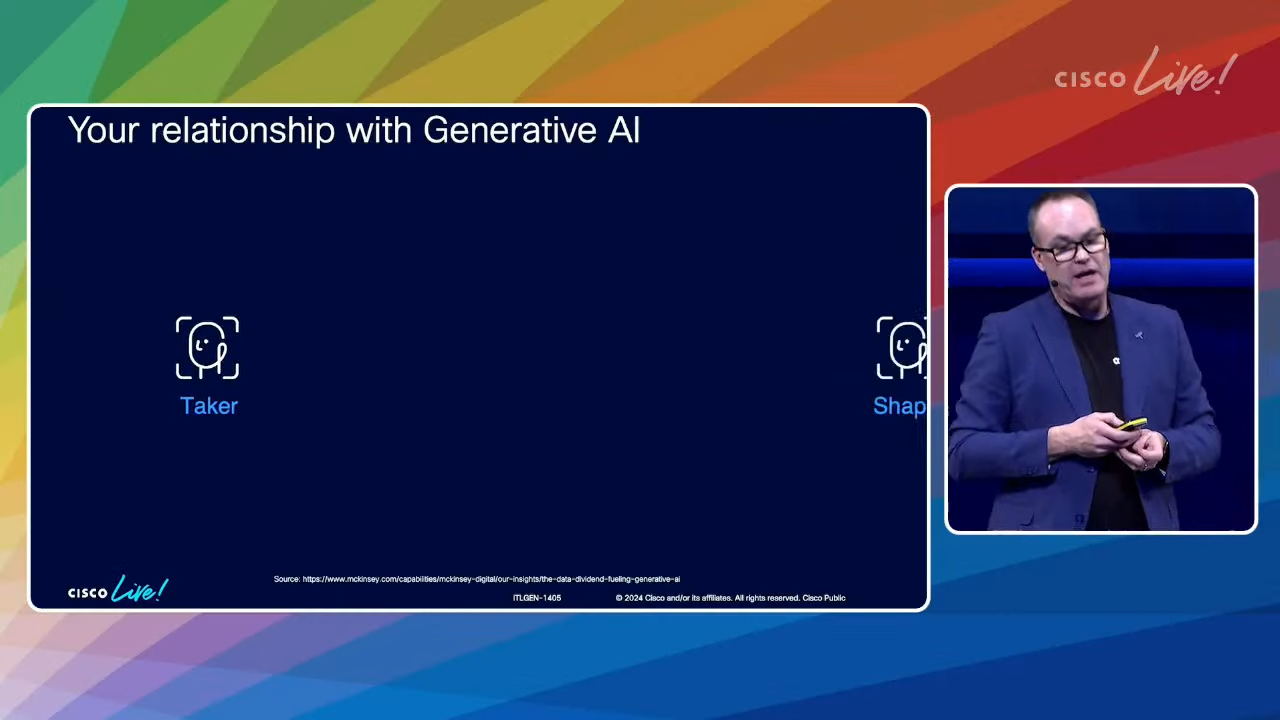 CISCO Live!
Your relationship with Generative AI
Taker
Shap
Source: https://www.mckinsey.com/capabilities/mckinsey-digital/our-insights/the-data-dividend-fueling-generative-ai
CISCO Live!
ITLGEN-1405
© 2024 Cisco and/or its affiliates. All rights reserved. Cisco Public